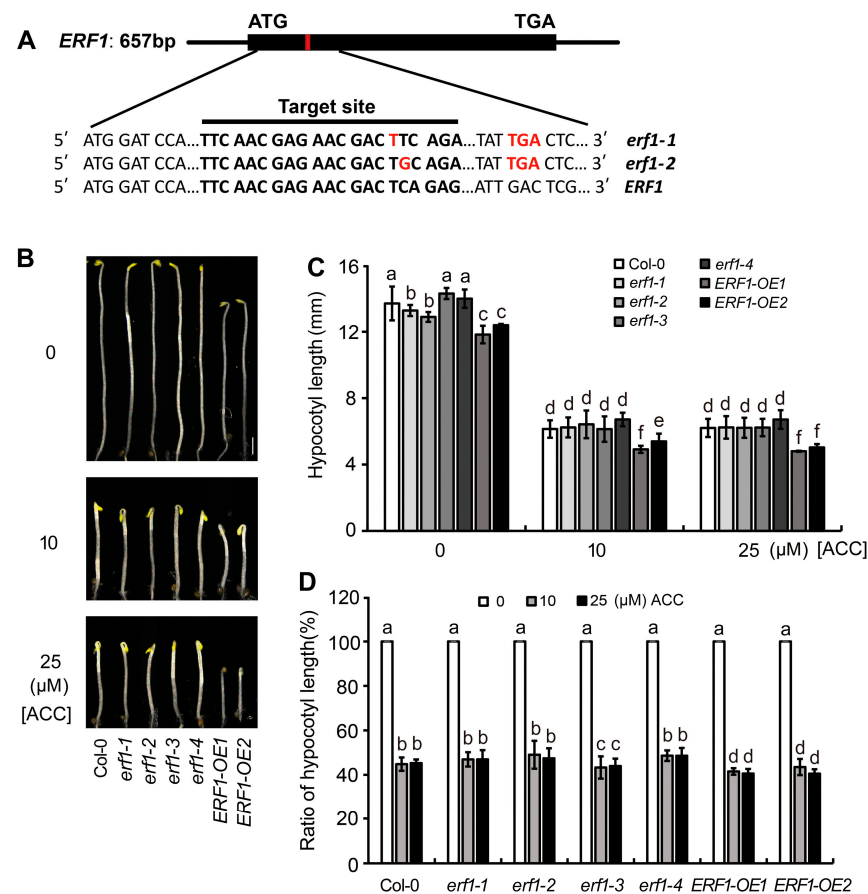 A
ATG TGA
ERF1: 657bp
Target site
5′ ATG GAT CCA...TTC AAC GAG AAC GAC TTC AGA...TAT TGA CTC... 3′ erf1-1
5′ ATG GAT CCA...TTC AAC GAG AAC GAC TGC AGA...TAT TGA CTC... 3′ erf1-2
5′ ATG GAT CCA...TTC AAC GAG AAC GAC TCA GAG...ATT GAC TCG... 3′ ERF1
B
0
10
25
(μM)
[ACC]
Col-0
erf1-1
erf1-2
erf1-3
erf1-4
ERF1-OE1
ERF1-OE2
C
Hypocotyl length (mm)
16
12
8
4
0
Col-0
erf1-1
erf1-2
erf1-3
erf1-4
ERF1-OE1
ERF1-OE2
a b b a a c c
d d d d d f e
d d d d d f f
0 10 25 (μM) [ACC]
D
Ratio of hypocotyl length(%)
120
100
80
60
40
20
0
0 10 25 (μM) ACC
a a a a a a a
b b b b b b c c b b d d d d
Col-0 erf1-1 erf1-2 erf1-3 erf1-4 ERF1-OE1 ERF1-OE2